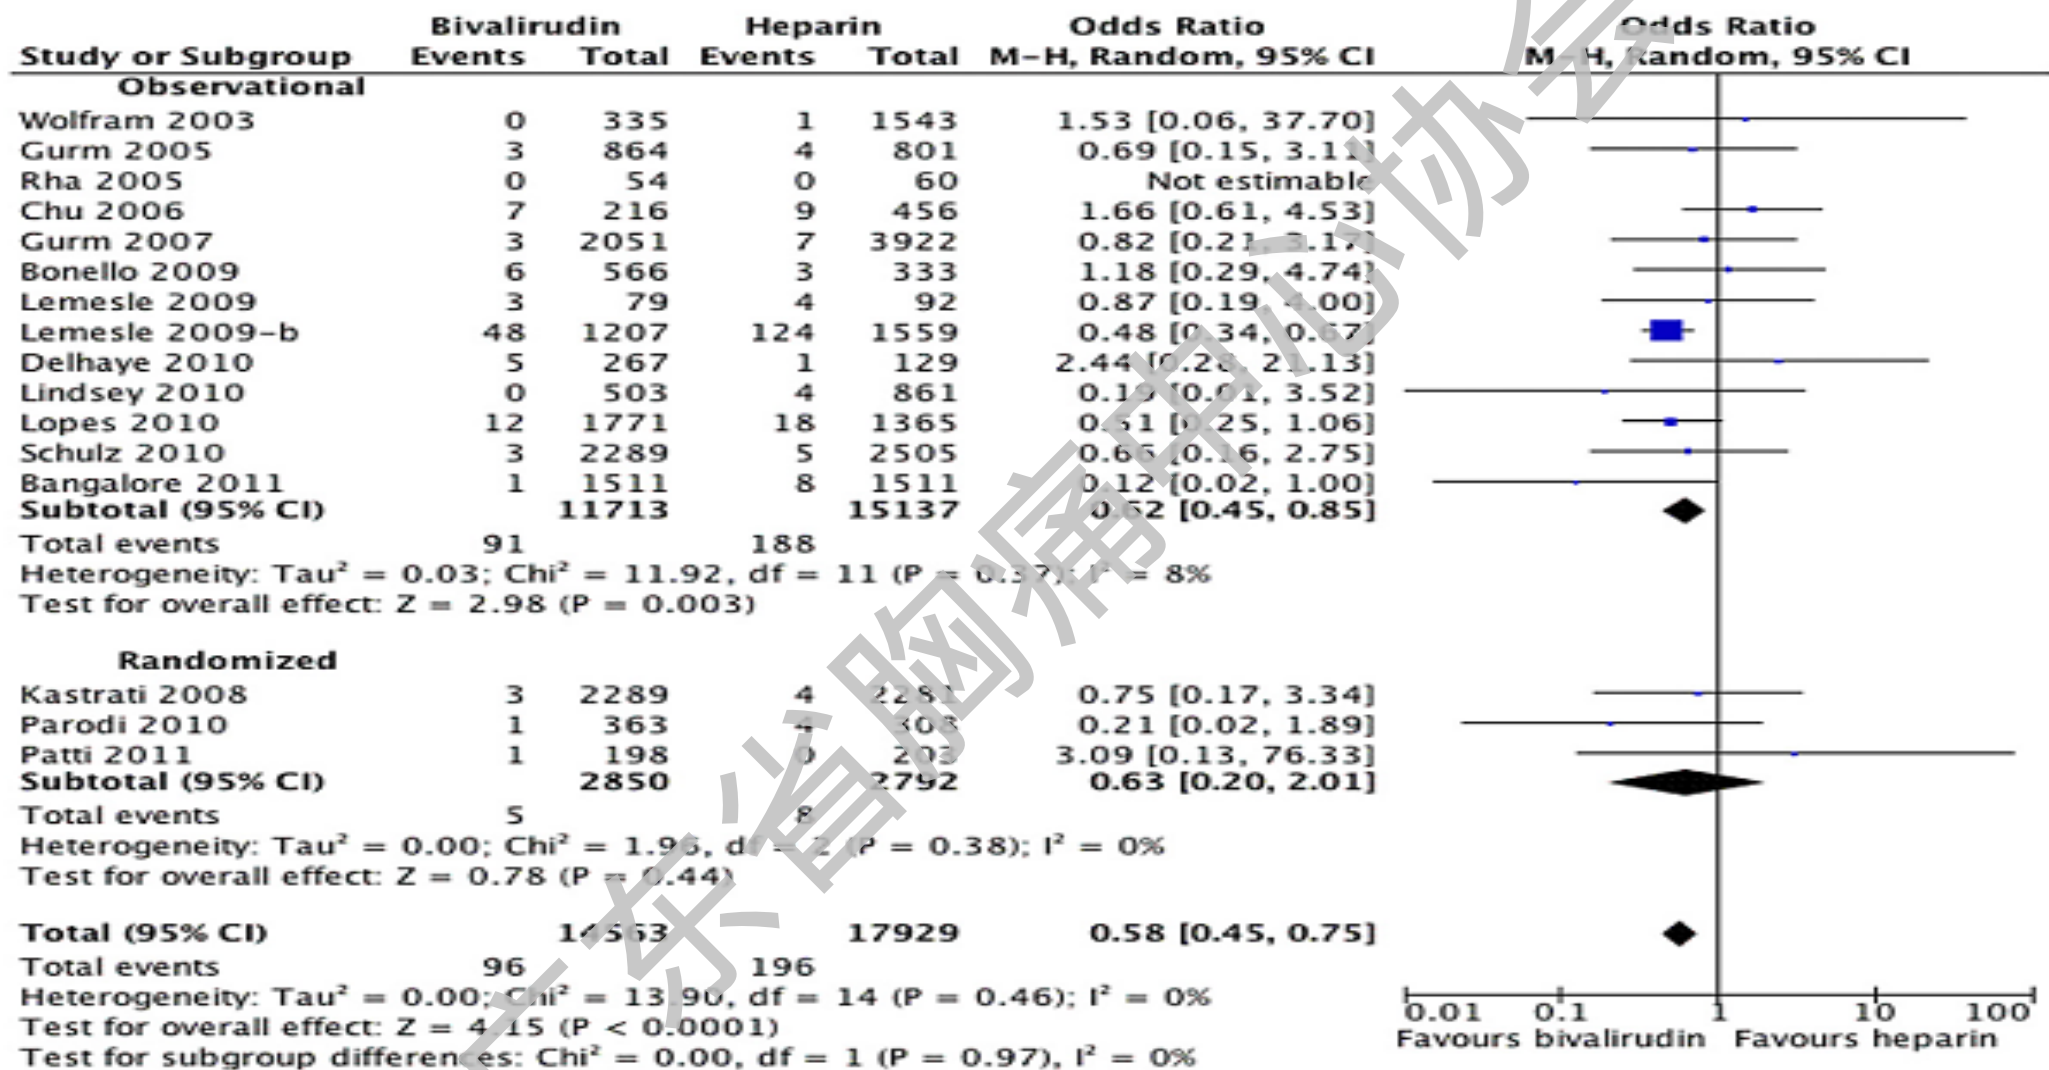 Bivalirudin Heparin Odds Ratio Odds Ratio
Study or Subgroup Events Total Events Total M-H, Random, 95% CI M-H, Random, 95% CI
Observational
Wolfram 2003 0 335 1 1543 1.53 [0.06, 37.70]
Gurm 2005 3 864 4 801 0.69 [0.15, 3.11]
Rha 2005 0 54 0 60 Not estimable
Chu 2006 7 216 9 456 1.66 [0.61, 4.53]
Gurm 2007 3 2051 7 3922 0.82 [0.21, 3.17]
Bonello 2009 6 566 3 333 1.18 [0.29, 4.74]
Lemesle 2009 3 79 4 92 0.87 [0.19, 4.00]
Lemesle 2009-b 48 1207 124 1559 0.48 [0.34, 0.67]
Delhaye 2010 5 267 1 129 2.44 [0.28, 21.13]
Lindsey 2010 0 503 4 861 0.19 [0.01, 3.52]
Lopes 2010 12 1771 18 1365 0.51 [0.25, 1.06]
Schulz 2010 3 2289 5 2505 0.66 [0.16, 2.75]
Bangalore 2011 1 1511 8 1511 0.12 [0.02, 1.00]
Subtotal (95% CI) 11713 15137 0.62 [0.45, 0.85]
Total events 91 188
Heterogeneity: Tau² = 0.03; Chi² = 11.92, df = 11 (P = 0.37); I² = 8%
Test for overall effect: Z = 2.98 (P = 0.003)
Randomized
Kastrati 2008 3 2289 4 2281 0.75 [0.17, 3.34]
Parodi 2010 1 363 4 308 0.21 [0.02, 1.89]
Patti 2011 1 198 0 203 3.09 [0.13, 76.33]
Subtotal (95% CI) 2850 2792 0.63 [0.20, 2.01]
Total events 5 8
Heterogeneity: Tau² = 0.00; Chi² = 1.96, df = 2 (P = 0.38); I² = 0%
Test for overall effect: Z = 0.78 (P = 0.44)
Total (95% CI) 14563 17929 0.58 [0.45, 0.75]
Total events 96 196
Heterogeneity: Tau² = 0.00; Chi² = 13.90, df = 14 (P = 0.46); I² = 0%
Test for overall effect: Z = 4.15 (P < 0.0001)
Test for subgroup differences: Chi² = 0.00, df = 1 (P = 0.97), I² = 0%
0.01 0.1 1 10 100
Favours bivalirudin Favours heparin
广东省胸痛中心协会